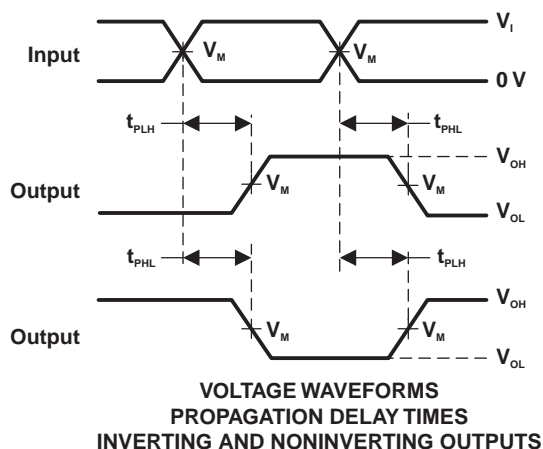 Input
V_M
V_M
V_I
0 V
t_PLH
t_PHL
Output
V_M
V_M
V_OH
V_OL
t_PHL
t_PLH
Output
V_M
V_M
V_OH
V_OL
VOLTAGE WAVEFORMS
PROPAGATION DELAY TIMES
INVERTING AND NONINVERTING OUTPUTS